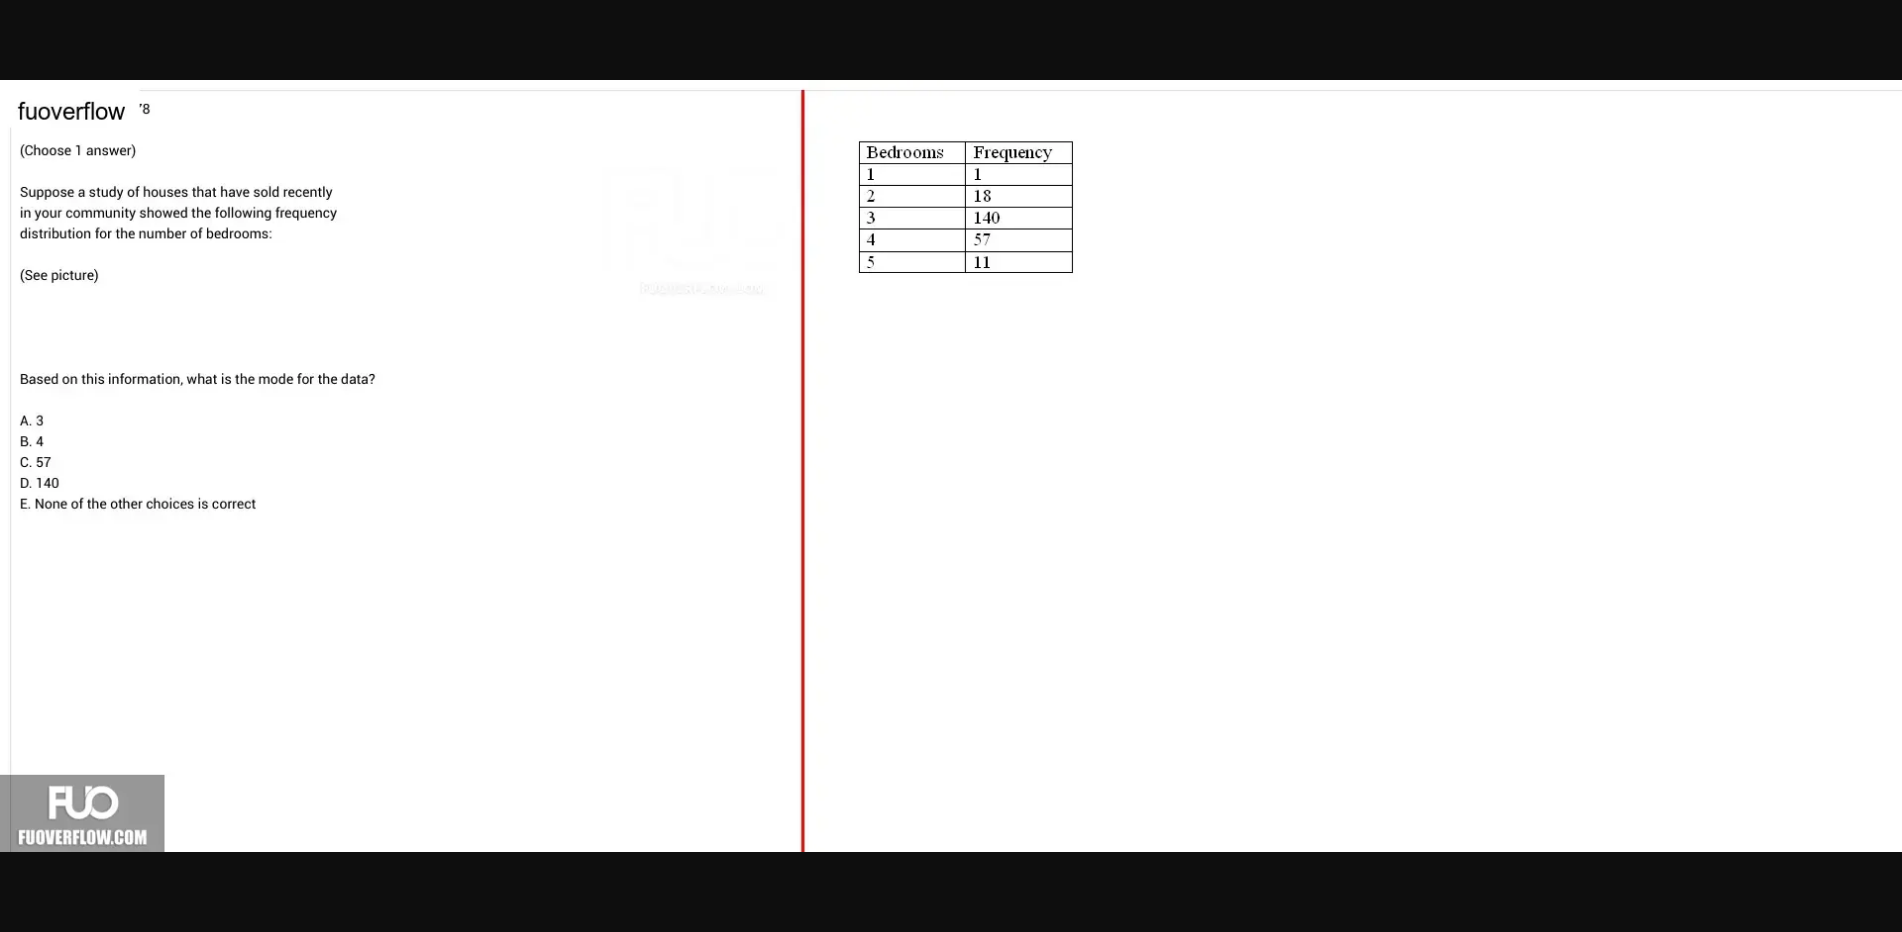 fuoverflow '8
(Choose 1 answer)
Suppose a study of houses that have sold recently
in your community showed the following frequency
distribution for the number of bedrooms:
(See picture)
Based on this information, what is the mode for the data?
A. 3
B. 4
C. 57
D. 140
E. None of the other choices is correct
Bedrooms Frequency
1 1
2 18
3 140
4 57
5 11
FUO
FUOVERFLOW.COM